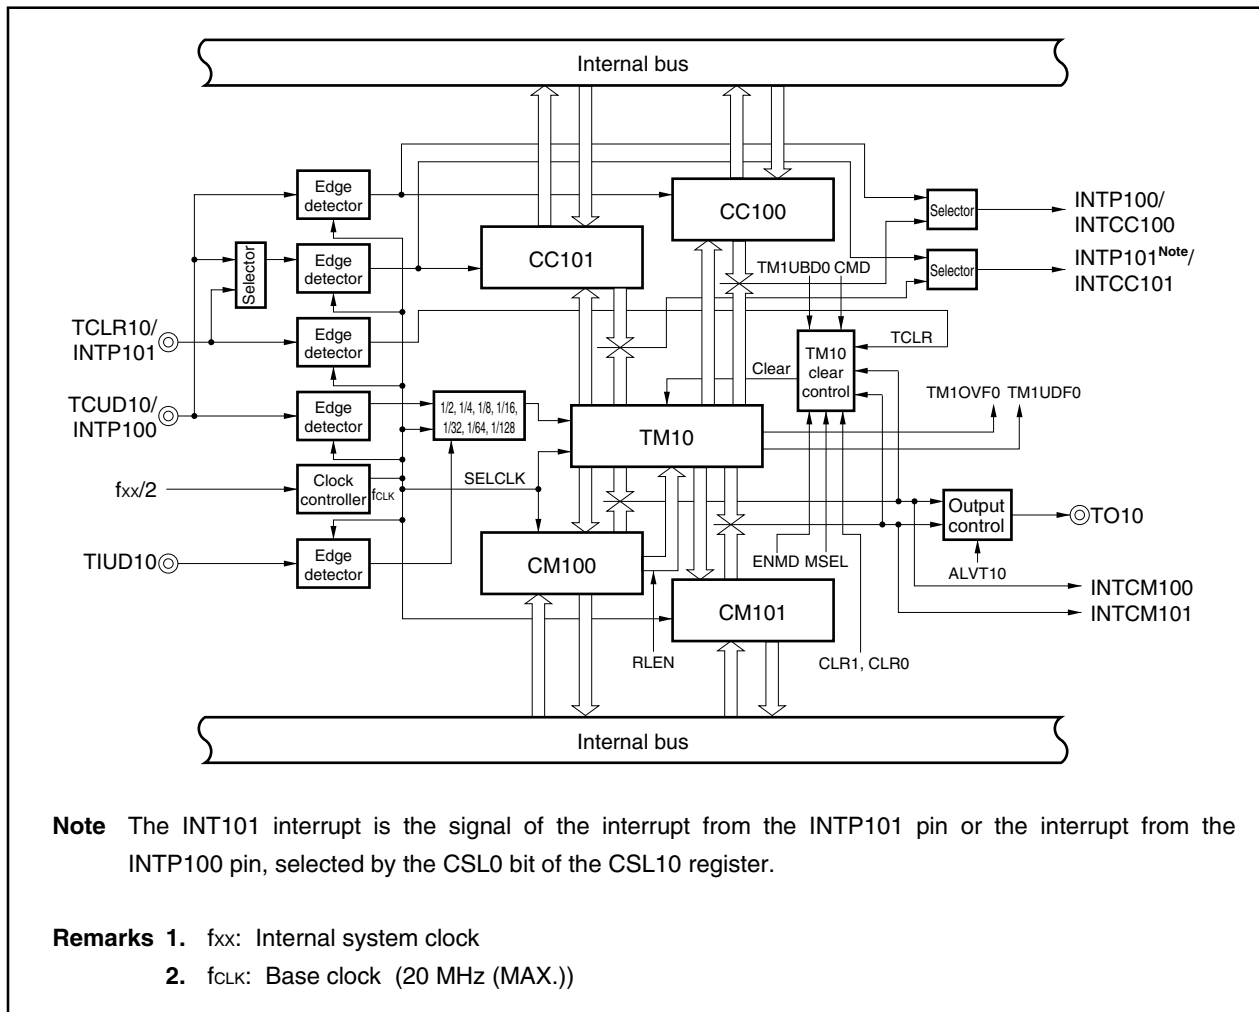 Internal bus
Edge
detector
CC100
Selector
INTP100/
INTCC100
CC101
Selector
Edge
detector
TM1UBD0 CMD
Selector
INTP101Note/
INTCC101
TCLR10/
INTP101
Edge
detector
TM10
clear
control
TCLR
Clear
TCUD10/
INTP100
Edge
detector
1/2, 1/4, 1/8, 1/16,
1/32, 1/64, 1/128
TM10
TM1OVF0 TM1UDF0
fxx/2
Clock
controller
fCLK
SELCLK
Output
control
TO10
TIUD10
Edge
detector
CM100
ENMD MSEL
ALVT10
INTCM100
CM101
INTCM101
RLEN
CLR1, CLR0
Internal bus
Note The INT101 interrupt is the signal of the interrupt from the INTP101 pin or the interrupt from the
INTP100 pin, selected by the CSL0 bit of the CSL10 register.
Remarks 1. fxx: Internal system clock
2. fCLK: Base clock (20 MHz (MAX.))